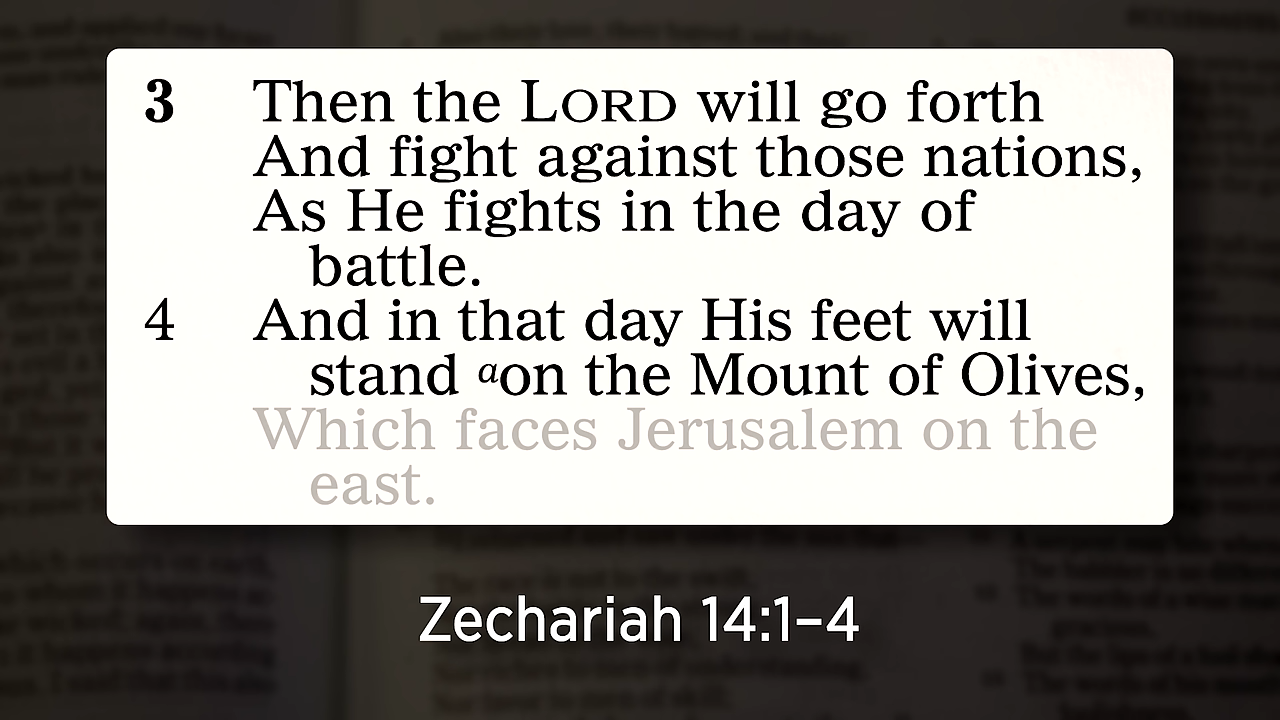 3 Then the LORD will go forth
And fight against those nations,
As He fights in the day of
battle.
4 And in that day His feet will
stand aon the Mount of Olives,
Which faces Jerusalem on the
east.
Zechariah 14:1–4